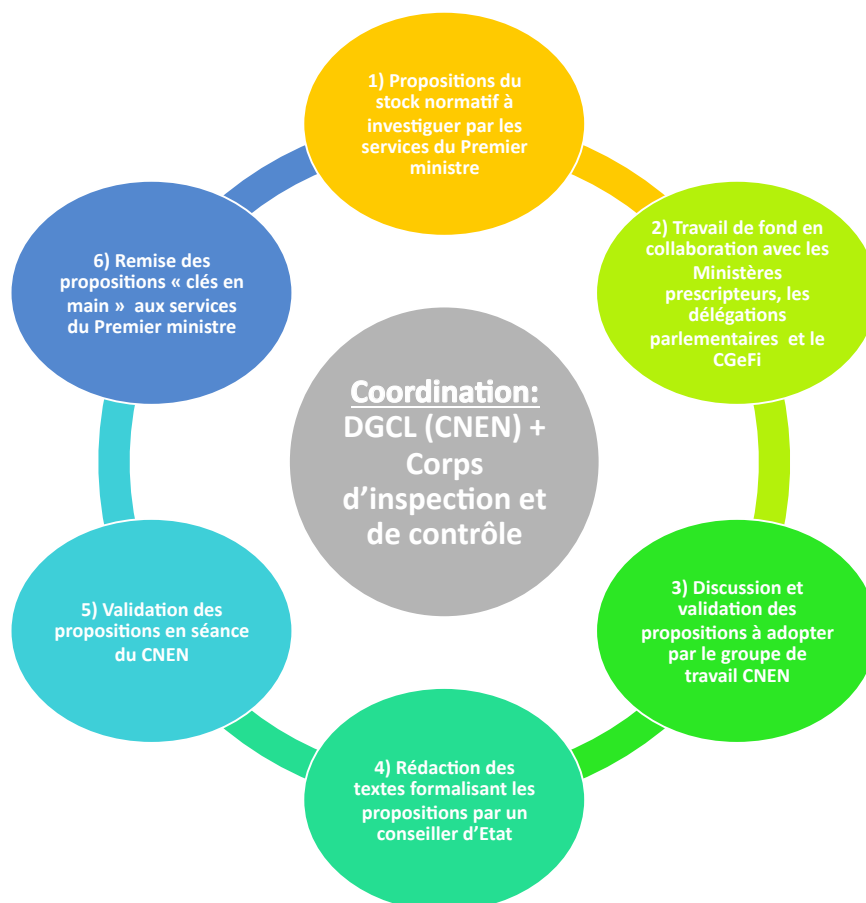 1) Propositions du
stock normatif à
investiguer par les
services du Premier
ministre
2) Travail de fond en
collaboration avec les
Ministères
prescripteurs, les
délégations
parlementaires et le
CGeFi
3) Discussion et
validation des
propositions à adopter
par le groupe de
travail CNEN
4) Rédaction des
textes formalisant les
propositions par un
conseiller d’Etat
5) Validation des
propositions en séance
du CNEN
6) Remise des
propositions « clés en
main » aux services
du Premier ministre
Coordination:
DGCL (CNEN) +
Corps
d’inspection et
de contrôle